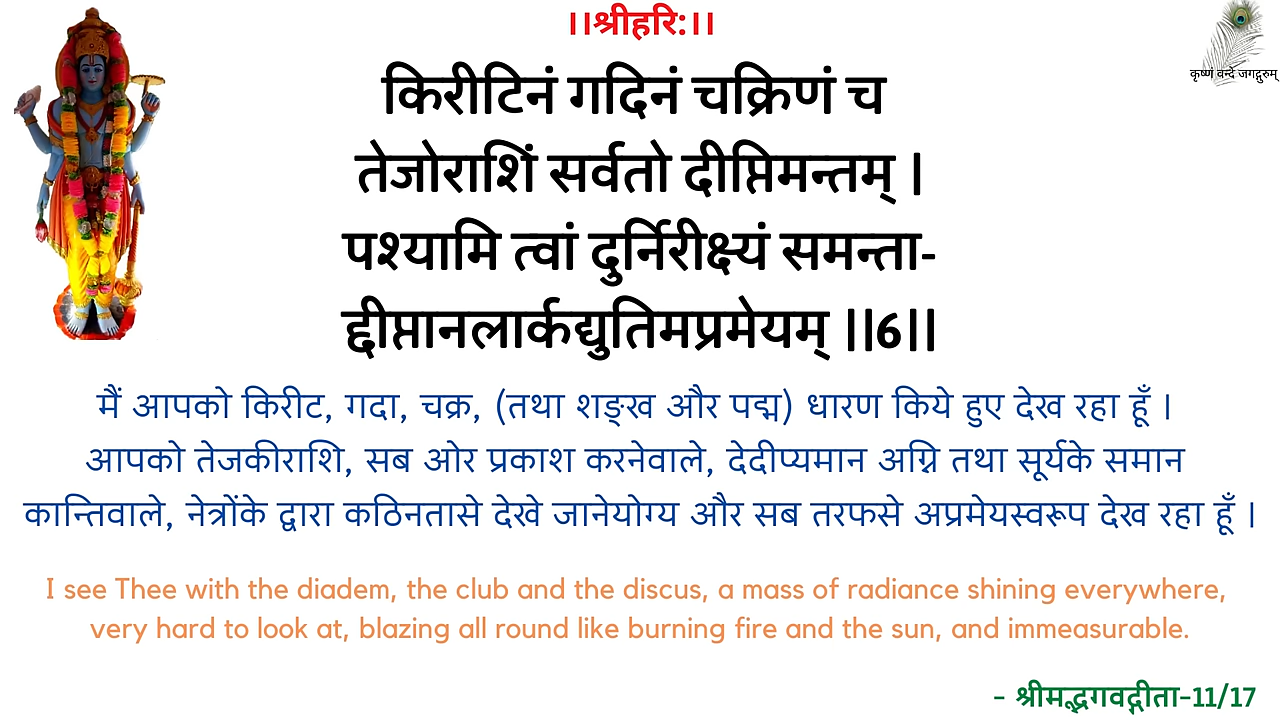 ।।श्रीहरि:।।
कृष्णं वन्दे जगद्गुरुम्
किरीटिनं गदिनं चक्रिणं च
तेजोराशिं सर्वतो दीप्तिमन्तम् |
पश्यामि त्वां दुर्निरीक्ष्यं समन्ता-
द्दीप्तानलार्कद्युतिमप्रमेयम् ||6||
मैं आपको किरीट, गदा, चक्र, (तथा शङ्ख और पद्म) धारण किये हुए देख रहा हूँ ।
आपको तेजकीराशि, सब ओर प्रकाश करनेवाले, देदीप्यमान अग्नि तथा सूर्यके समान
कान्तिवाले, नेत्रोंके द्वारा कठिनतासे देखे जानेयोग्य और सब तरफसे अप्रमेयस्वरूप देख रहा हूँ ।
I see Thee with the diadem, the club and the discus, a mass of radiance shining everywhere,
very hard to look at, blazing all round like burning fire and the sun, and immeasurable.
- श्रीमद्भगवद्गीता-11/17